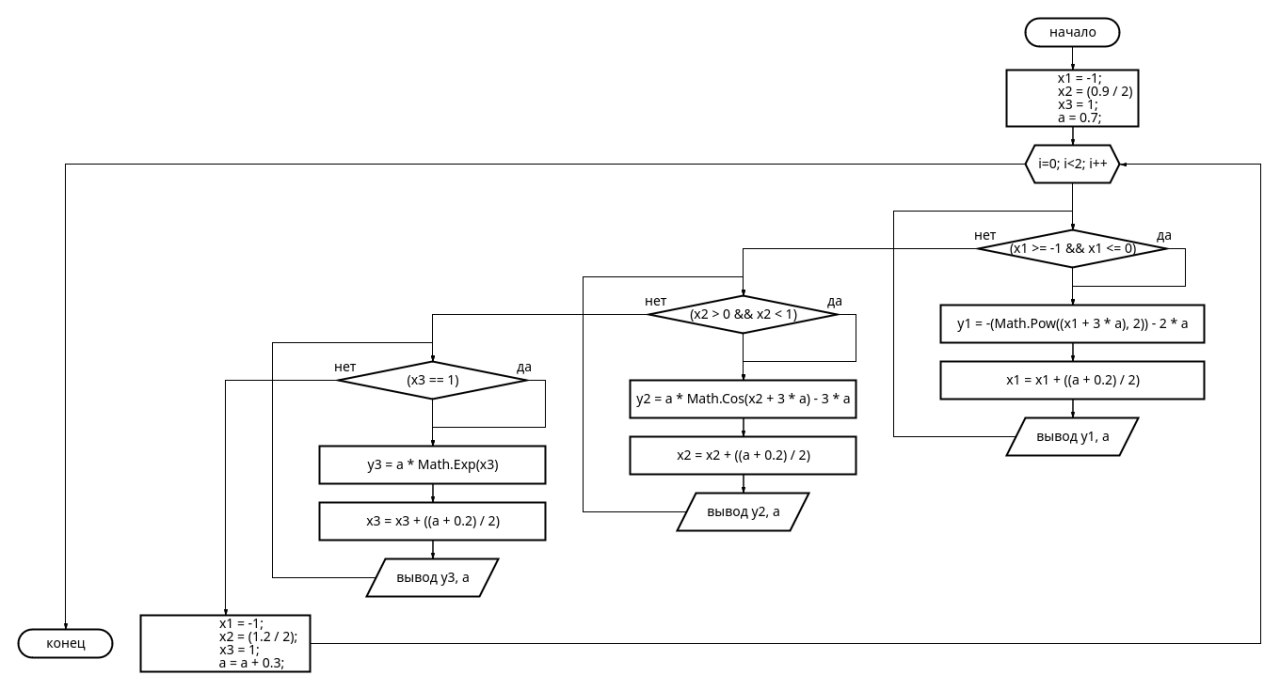 начало
x1 = -1;
x2 = (0.9 / 2)
x3 = 1;
a = 0.7;
i=0; i<2; i++
нет
да
(x1 >= -1 && x1 <= 0)
y1 = -(Math.Pow((x1 + 3 * a), 2)) - 2 * a
x1 = x1 + ((a + 0.2) / 2)
вывод y1, a
нет
да
(x2 > 0 && x2 < 1)
y2 = a * Math.Cos(x2 + 3 * a) - 3 * a
x2 = x2 + ((a + 0.2) / 2)
вывод y2, a
нет
да
(x3 == 1)
y3 = a * Math.Exp(x3)
x3 = x3 + ((a + 0.2) / 2)
вывод y3, a
x1 = -1;
x2 = (1.2 / 2);
x3 = 1;
a = a + 0.3;
конец